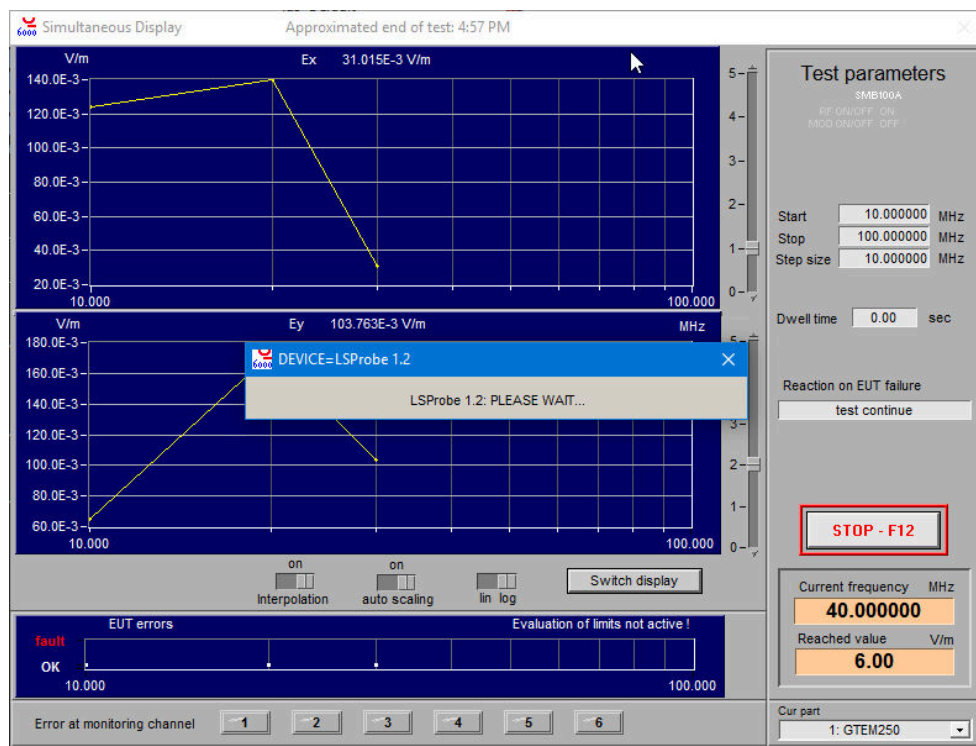 6000 Simultaneous Display Approximated end of test: 4:57 PM
V/m Ex 31.015E-3 V/m
140.0E-3
120.0E-3
100.0E-3
80.0E-3
60.0E-3
40.0E-3
20.0E-3
10.000 100.000
5
4
3
2
1
0
V/m Ey 103.763E-3 V/m MHz
180.0E-3
160.0E-3
140.0E-3
120.0E-3
100.0E-3
80.0E-3
60.0E-3
10.000 100.000
5
3
2
1
0
6000 DEVICE=LSProbe 1.2
LSProbe 1.2: PLEASE WAIT...
on on
Interpolation auto scaling lin log
Switch display
EUT errors Evaluation of limits not active !
fault
OK
10.000 100.000
Error at monitoring channel 1 2 3 4 5 6
Test parameters
SMB100A
RF ON/OFF ON
MOD ON/OFF OFF
Start 10.000000 MHz
Stop 100.000000 MHz
Step size 10.000000 MHz
Dwell time 0.00 sec
Reaction on EUT failure
test continue
STOP - F12
Current frequency MHz
40.000000
Reached value V/m
6.00
Cur part
1: GTEM250